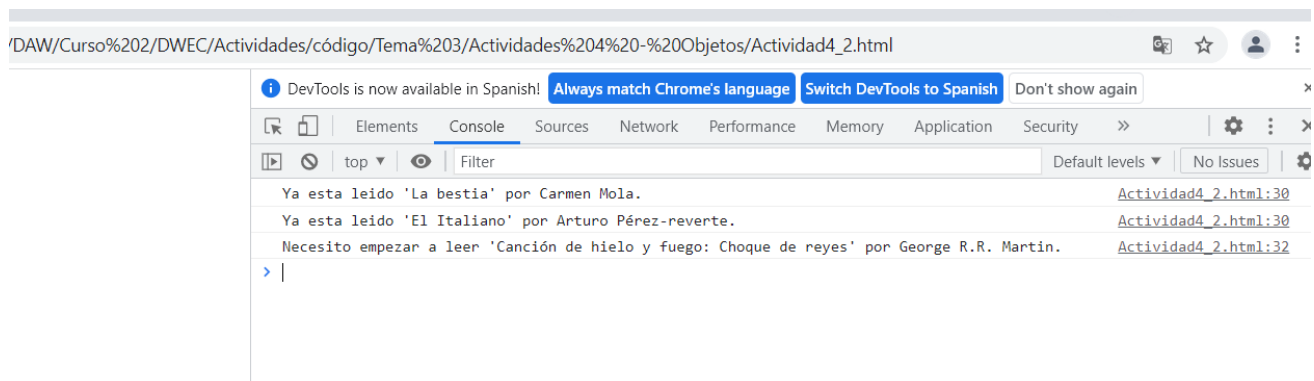 /DAW/Curso%202/DWEC/Actividades/código/Tema%203/Actividades%204%20-%20Objetos/Actividad4_2.html
DevTools is now available in Spanish! Always match Chrome's language Switch DevTools to Spanish Don't show again
Elements Console Sources Network Performance Memory Application Security
top Filter Default levels No Issues
Ya esta leido 'La bestia' por Carmen Mola. Actividad4_2.html:30
Ya esta leido 'El Italiano' por Arturo Pérez-reverte. Actividad4_2.html:30
Necesito empezar a leer 'Canción de hielo y fuego: Choque de reyes' por George R.R. Martin. Actividad4_2.html:32